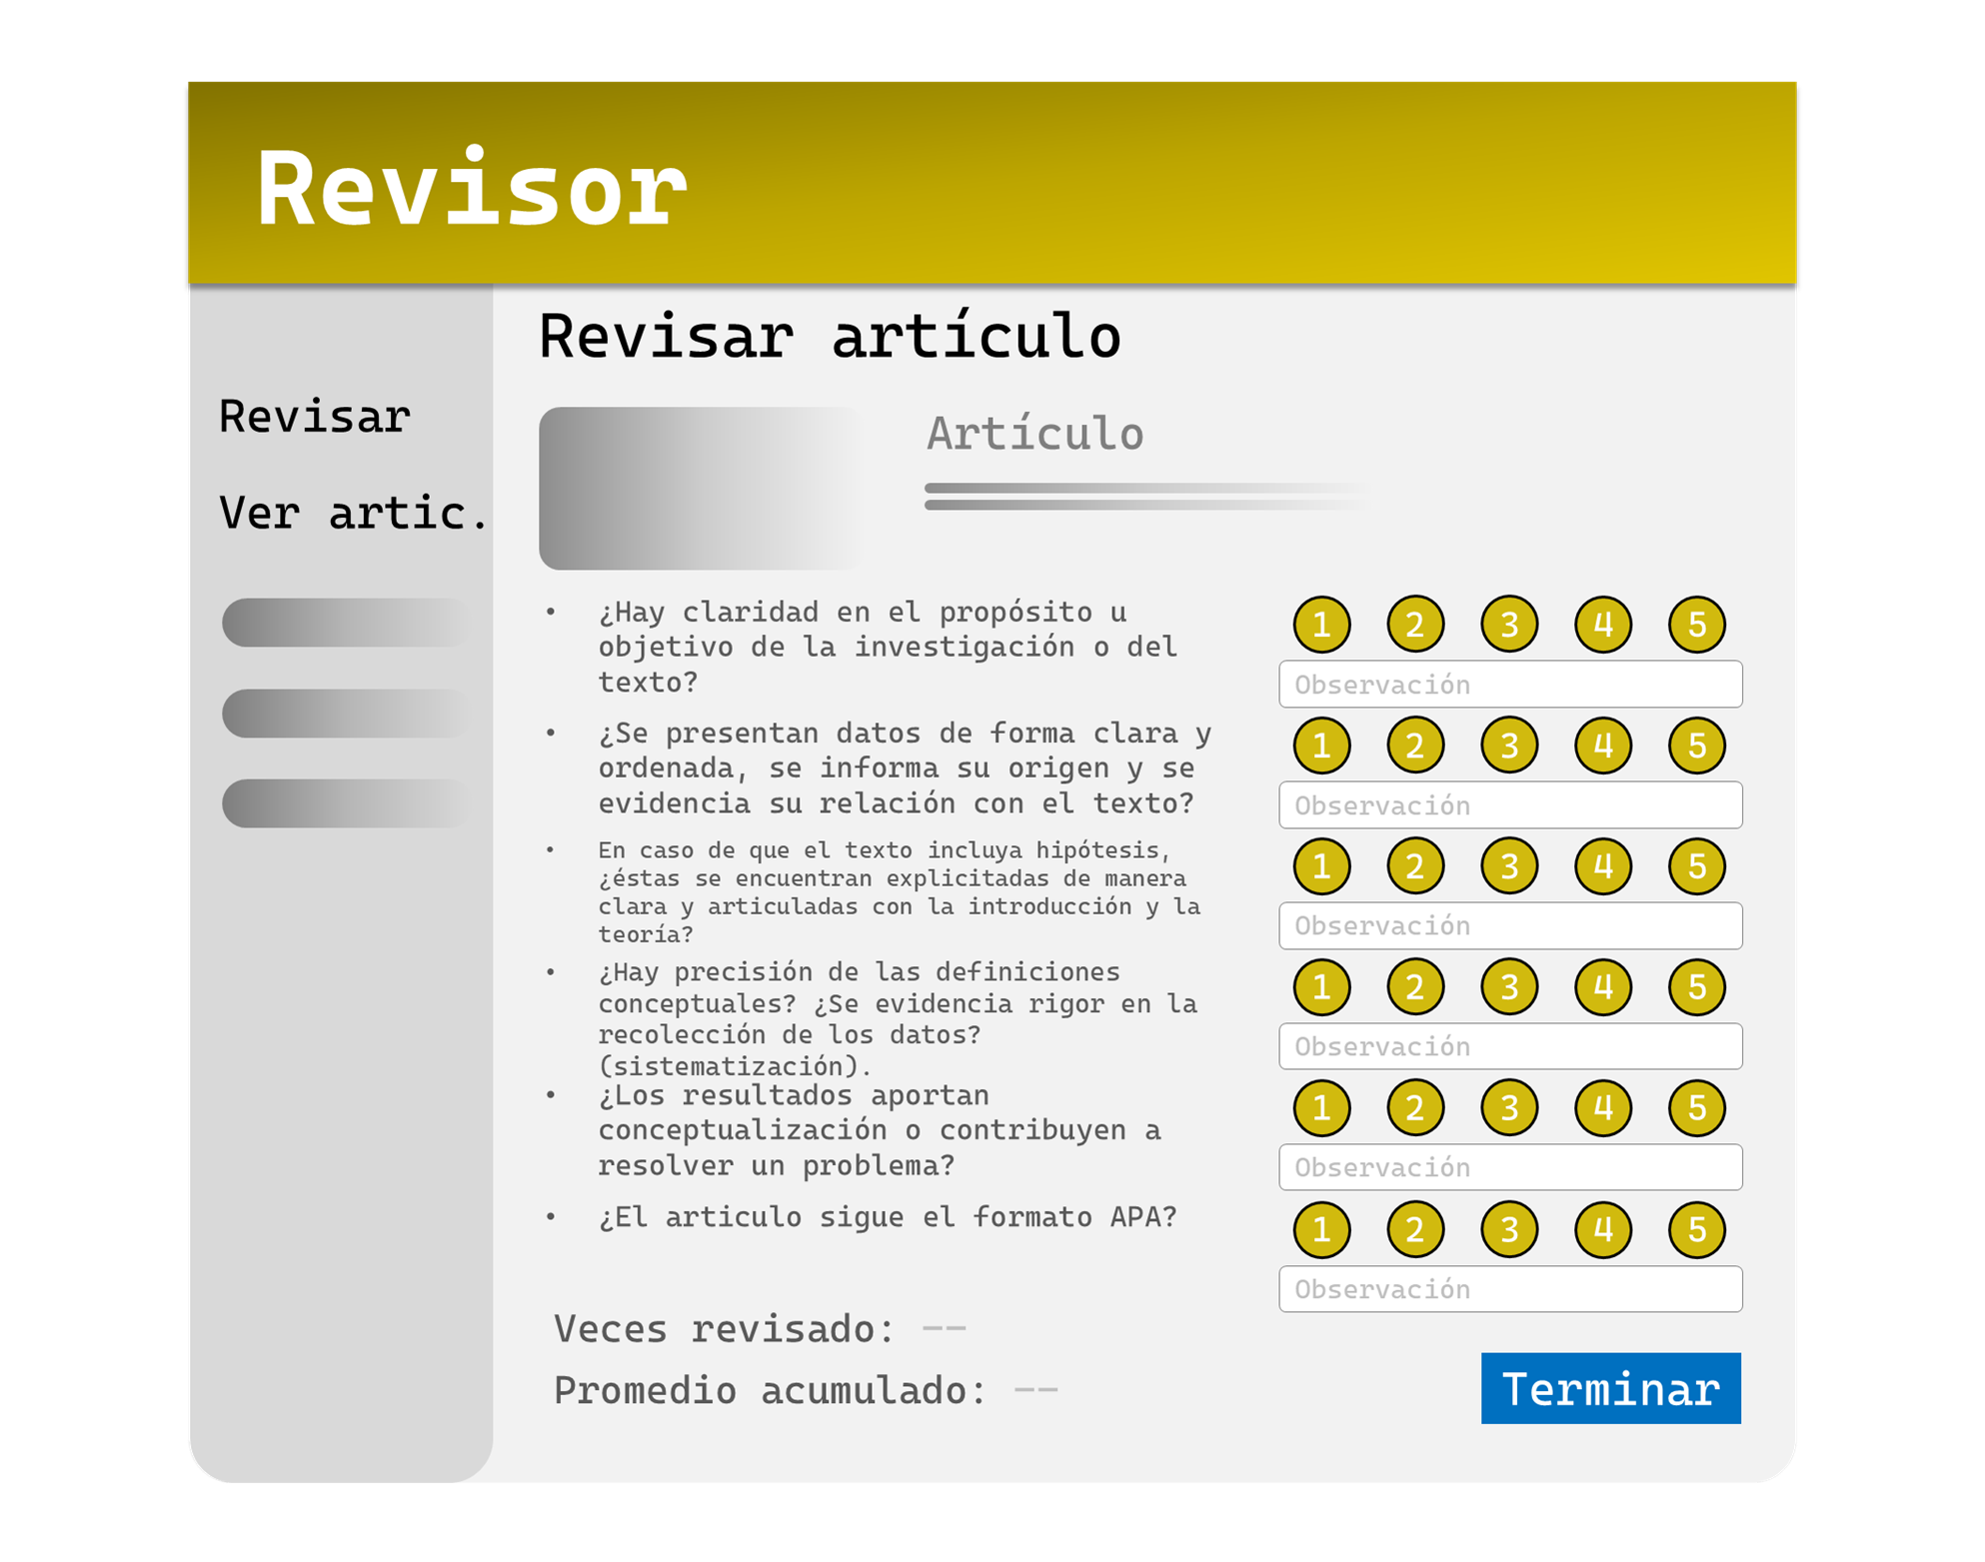 Revisor
Revisar
Ver artic.
Revisar artículo
Artículo
• ¿Hay claridad en el propósito u
objetivo de la investigación o del
texto?
1 2 3 4 5
Observación
• ¿Se presentan datos de forma clara y
ordenada, se informa su origen y se
evidencia su relación con el texto?
1 2 3 4 5
Observación
• En caso de que el texto incluya hipótesis,
¿éstas se encuentran explicitadas de manera
clara y articuladas con la introducción y la
teoría?
1 2 3 4 5
Observación
• ¿Hay precisión de las definiciones
conceptuales? ¿Se evidencia rigor en la
recolección de los datos?
(sistematización).
1 2 3 4 5
Observación
• ¿Los resultados aportan
conceptualización o contribuyen a
resolver un problema?
1 2 3 4 5
Observación
• ¿El articulo sigue el formato APA?
1 2 3 4 5
Observación
Veces revisado: --
Promedio acumulado: --
Terminar